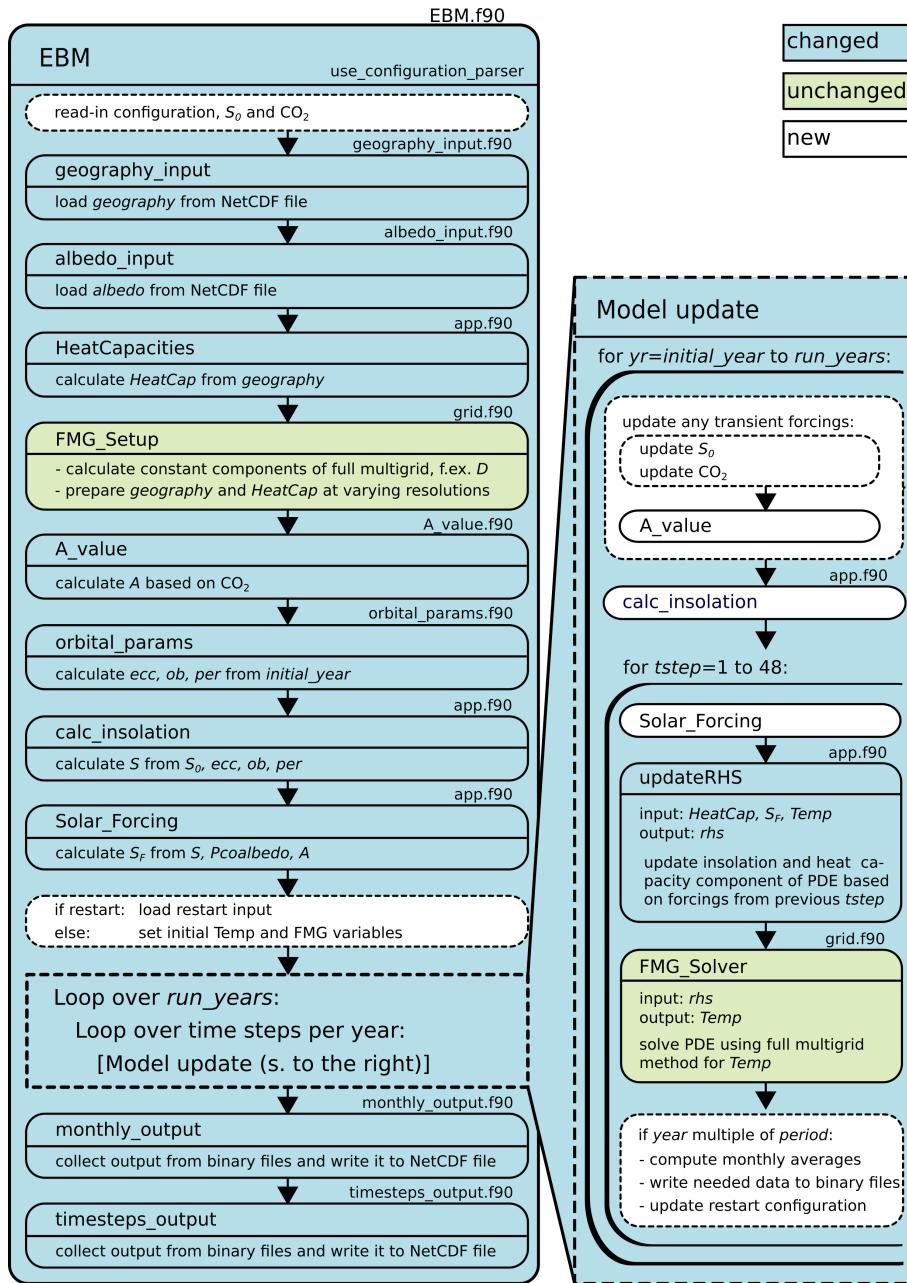 EBM.f90
EBM
use_configuration_parser
read-in configuration, S0 and CO2
geography_input.f90
geography_input
load geography from NetCDF file
albedo_input.f90
albedo_input
load albedo from NetCDF file
app.f90
HeatCapacities
calculate HeatCap from geography
grid.f90
FMG_Setup
- calculate constant components of full multigrid, f.ex. D
- prepare geography and HeatCap at varying resolutions
A_value.f90
A_value
calculate A based on CO2
orbital_params.f90
orbital_params
calculate ecc, ob, per from initial_year
app.f90
calc_insolation
calculate S from S0, ecc, ob, per
app.f90
Solar_Forcing
calculate SF from S, Pcoalbedo, A
if restart: load restart input
else: set initial Temp and FMG variables
Loop over run_years:
Loop over time steps per year:
[Model update (s. to the right)]
monthly_output.f90
monthly_output
collect output from binary files and write it to NetCDF file
timesteps_output.f90
timesteps_output
collect output from binary files and write it to NetCDF file
changed
unchanged
new
Model update
for yr=initial_year to run_years:
update any transient forcings:
update S0
update CO2
A_value
app.f90
calc_insolation
for tstep=1 to 48:
Solar_Forcing
app.f90
updateRHS
input: HeatCap, SF, Temp
output: rhs
update insolation and heat ca-
pacity component of PDE based
on forcings from previous tstep
grid.f90
FMG_Solver
input: rhs
output: Temp
solve PDE using full multigrid
method for Temp
if year multiple of period:
- compute monthly averages
- write needed data to binary files
- update restart configuration